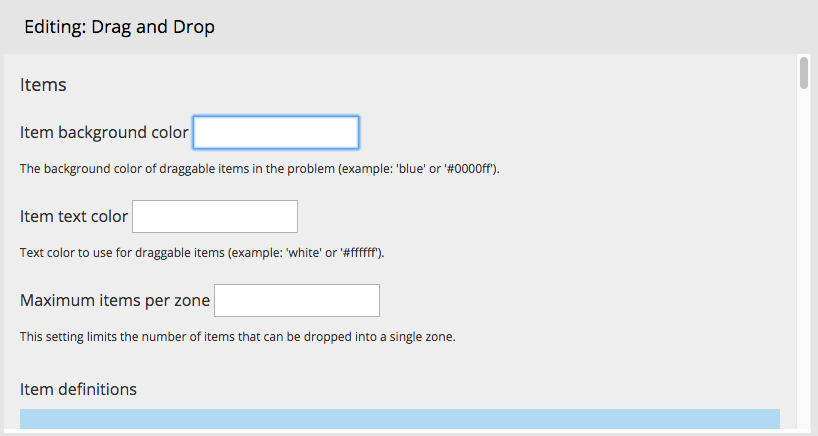 Editing: Drag and Drop
Items
Item background color
The background color of draggable items in the problem (example: 'blue' or '#0000ff').
Item text color
Text color to use for draggable items (example: 'white' or '#ffffff').
Maximum items per zone
This setting limits the number of items that can be dropped into a single zone.
Item definitions